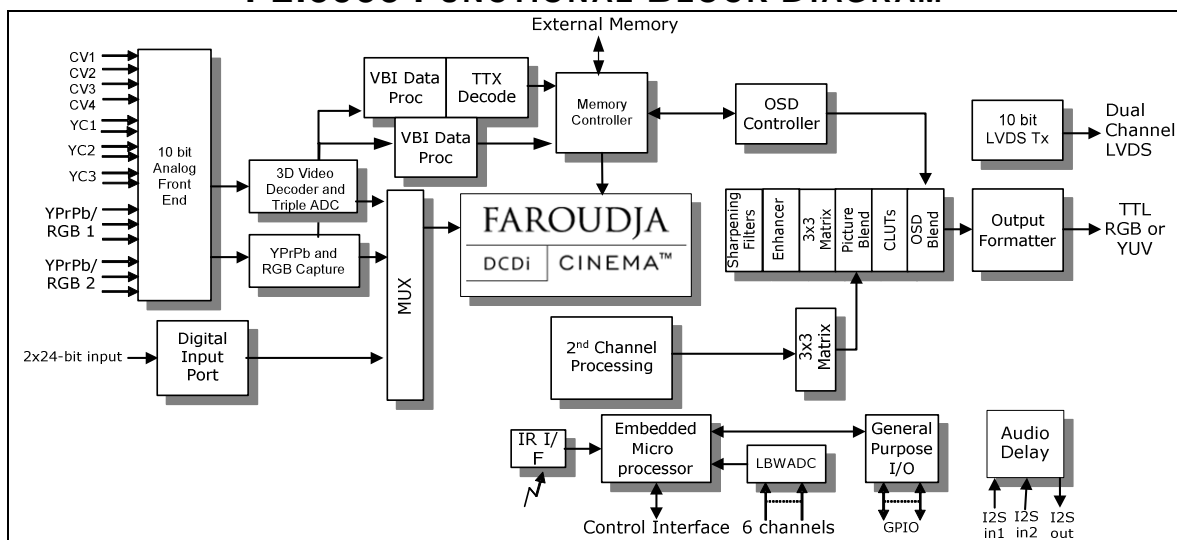 External Memory
CV1
CV2
CV3
CV4
YC1
YC2
YC3
YPrPb/
RGB 1
YPrPb/
RGB 2
10 bit
Analog
Front
End
VBI Data
Proc
TTX
Decode
VBI Data
Proc
Memory
Controller
OSD
Controller
10 bit
LVDS Tx
Dual
Channel
LVDS
3D Video
Decoder and
Triple ADC
YPrPb and
RGB Capture
MUX
FAROUDJA
DCDi CINEMA™
Sharpening
Filters
Enhancer
3x3
Matrix
Picture
Blend
CLUTs
OSD
Blend
Output
Formatter
TTL
RGB or
YUV
2x24-bit input
Digital
Input
Port
2nd Channel
Processing
3x3
Matrix
IR I/
F
Embedded
Micro
processor
LBWADC
General
Purpose
I/O
Audio
Delay
Control Interface
6 channels
GPIO
I2S
in1
I2S
in2
I2S
out